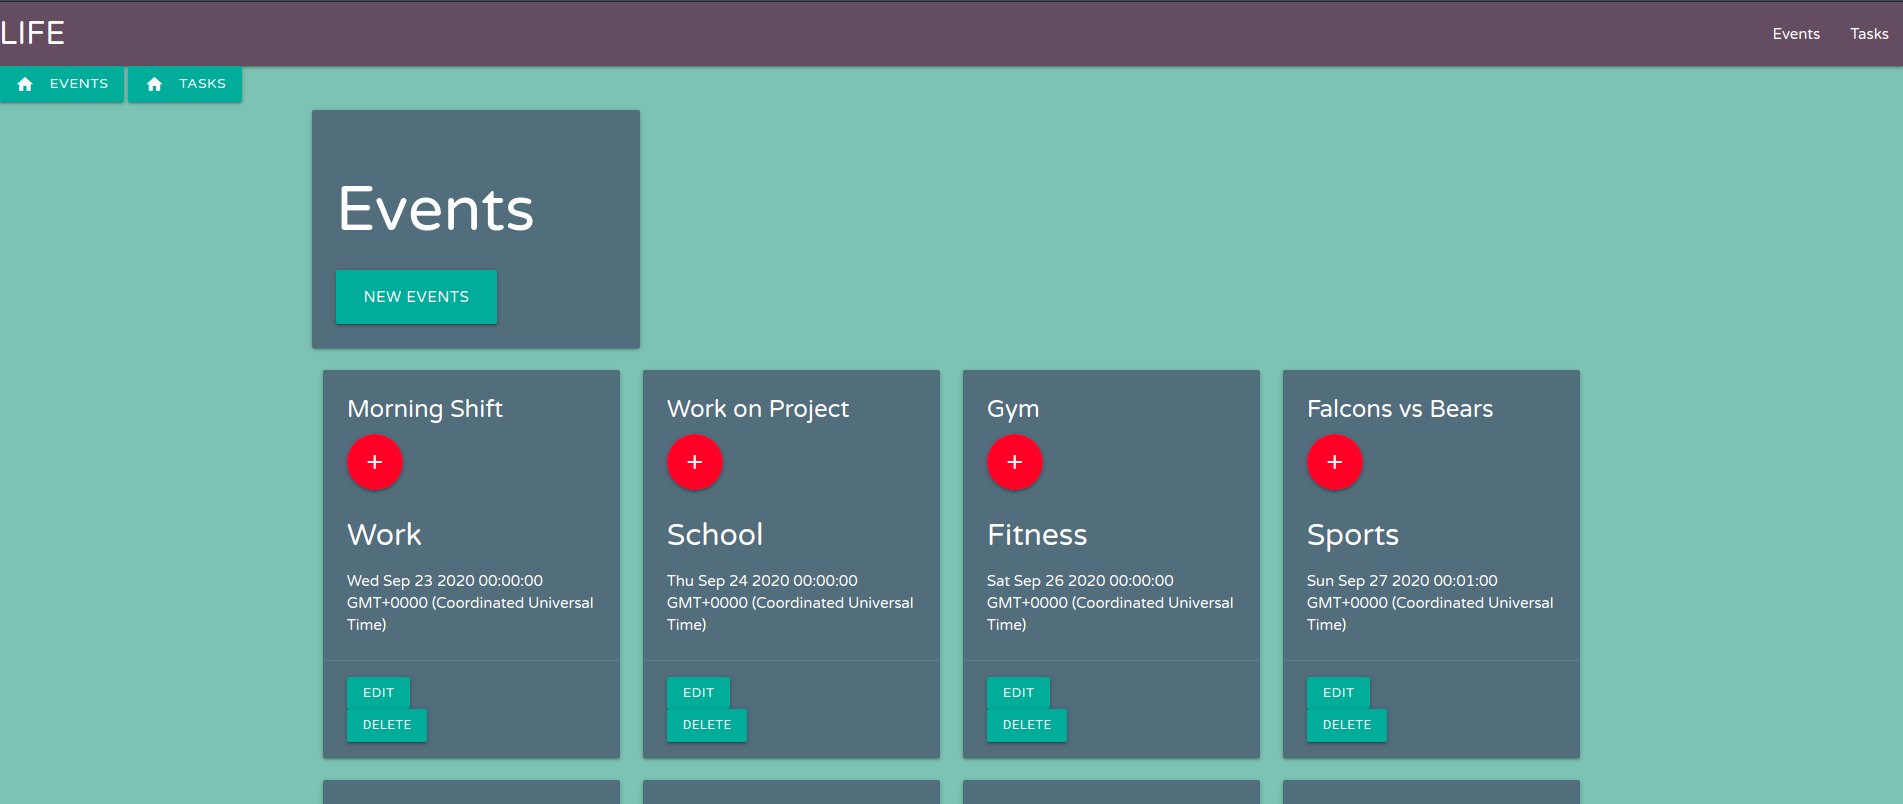 LIFE
Events Tasks
EVENTS TASKS
Events
NEW EVENTS
Morning Shift
+
Work
Wed Sep 23 2020 00:00:00
GMT+0000 (Coordinated Universal
Time)
EDIT
DELETE
Work on Project
+
School
Thu Sep 24 2020 00:00:00
GMT+0000 (Coordinated Universal
Time)
EDIT
DELETE
Gym
+
Fitness
Sat Sep 26 2020 00:00:00
GMT+0000 (Coordinated Universal
Time)
EDIT
DELETE
Falcons vs Bears
+
Sports
Sun Sep 27 2020 00:01:00
GMT+0000 (Coordinated Universal
Time)
EDIT
DELETE